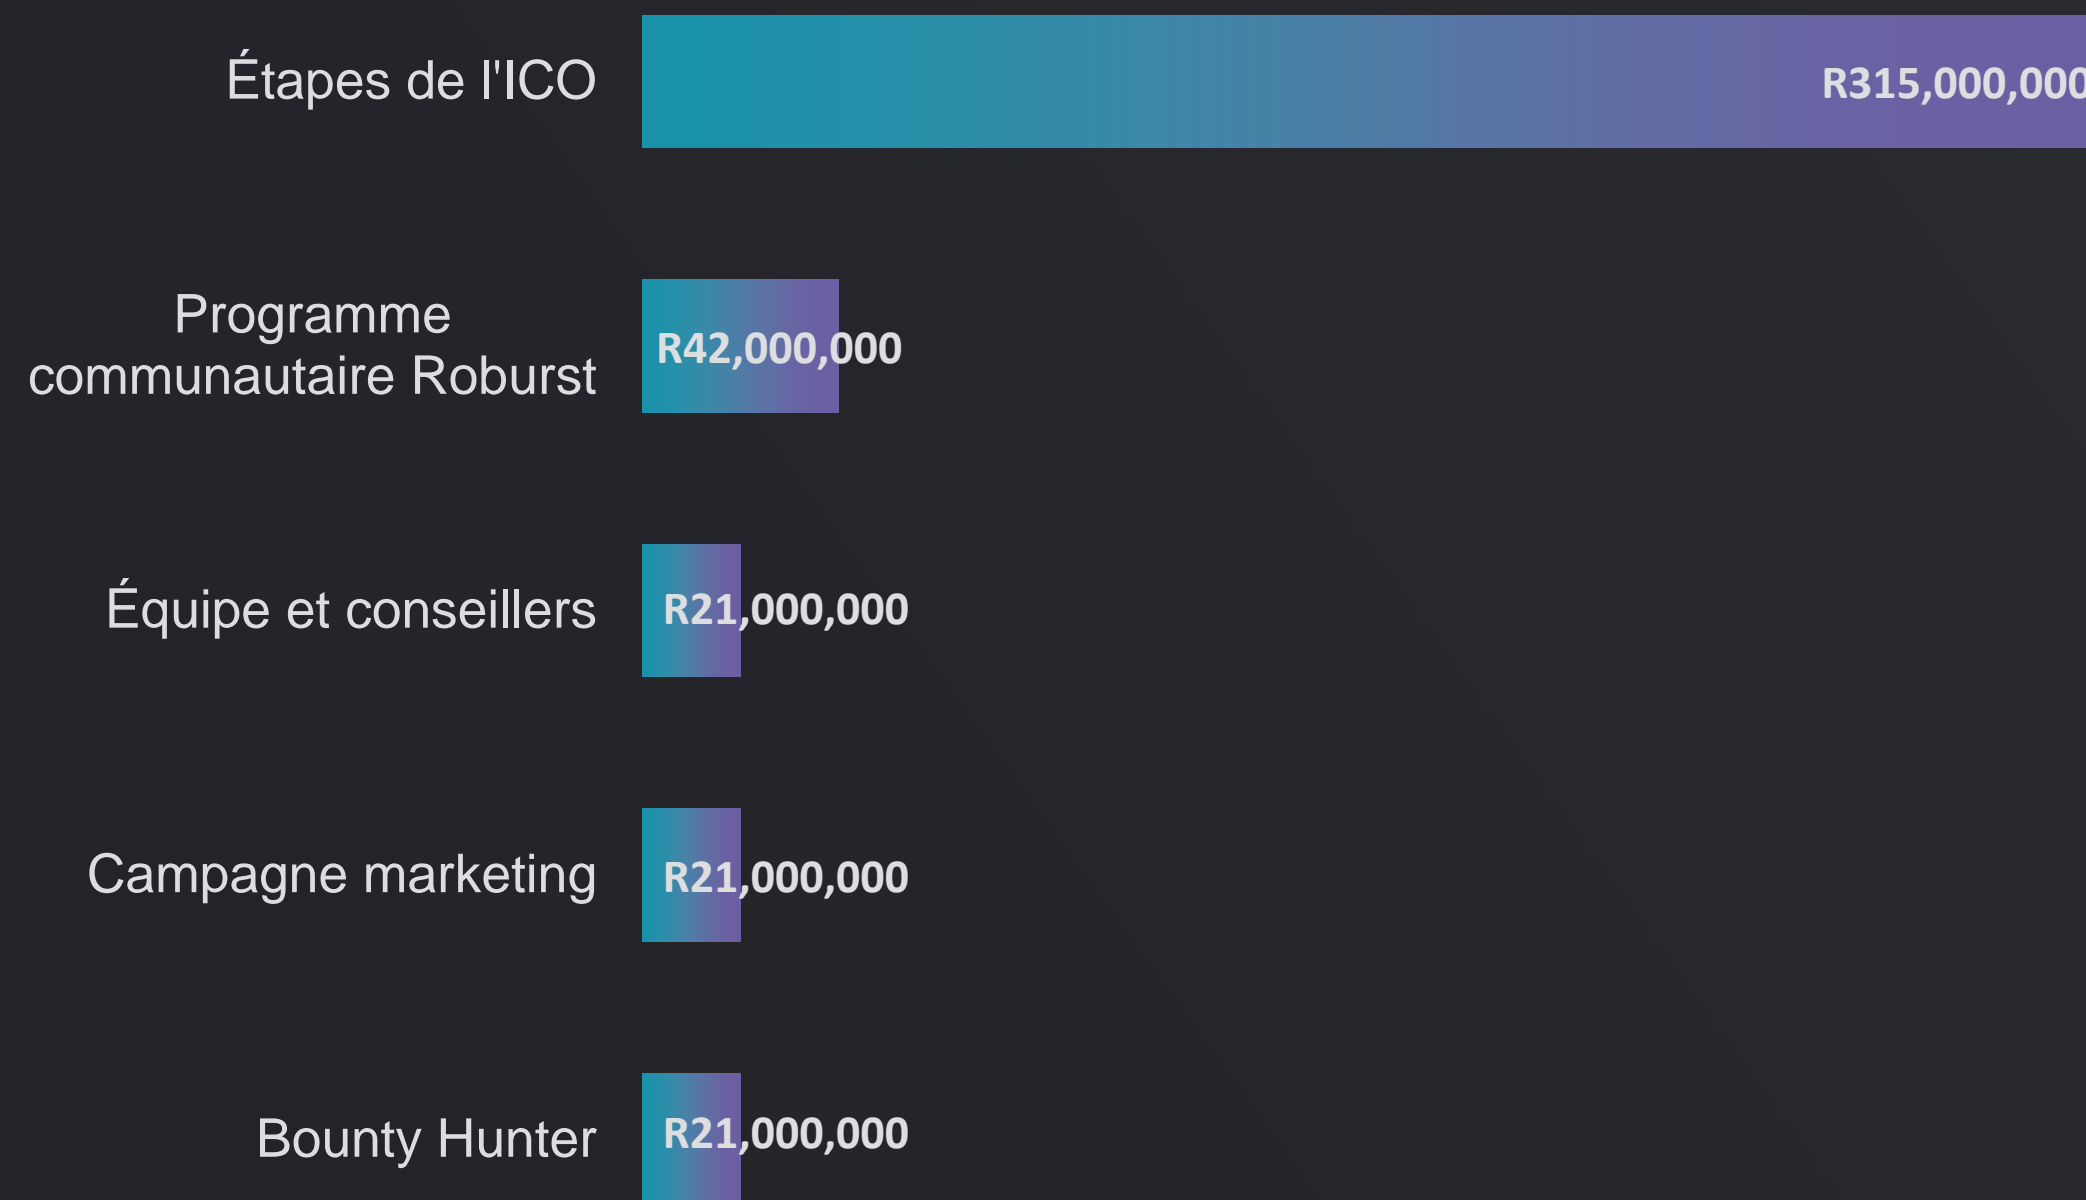 Étapes de l'ICO
R315,000,000
Programme
communautaire Roburst
R42,000,000
Équipe et conseillers
R21,000,000
Campagne marketing
R21,000,000
Bounty Hunter
R21,000,000